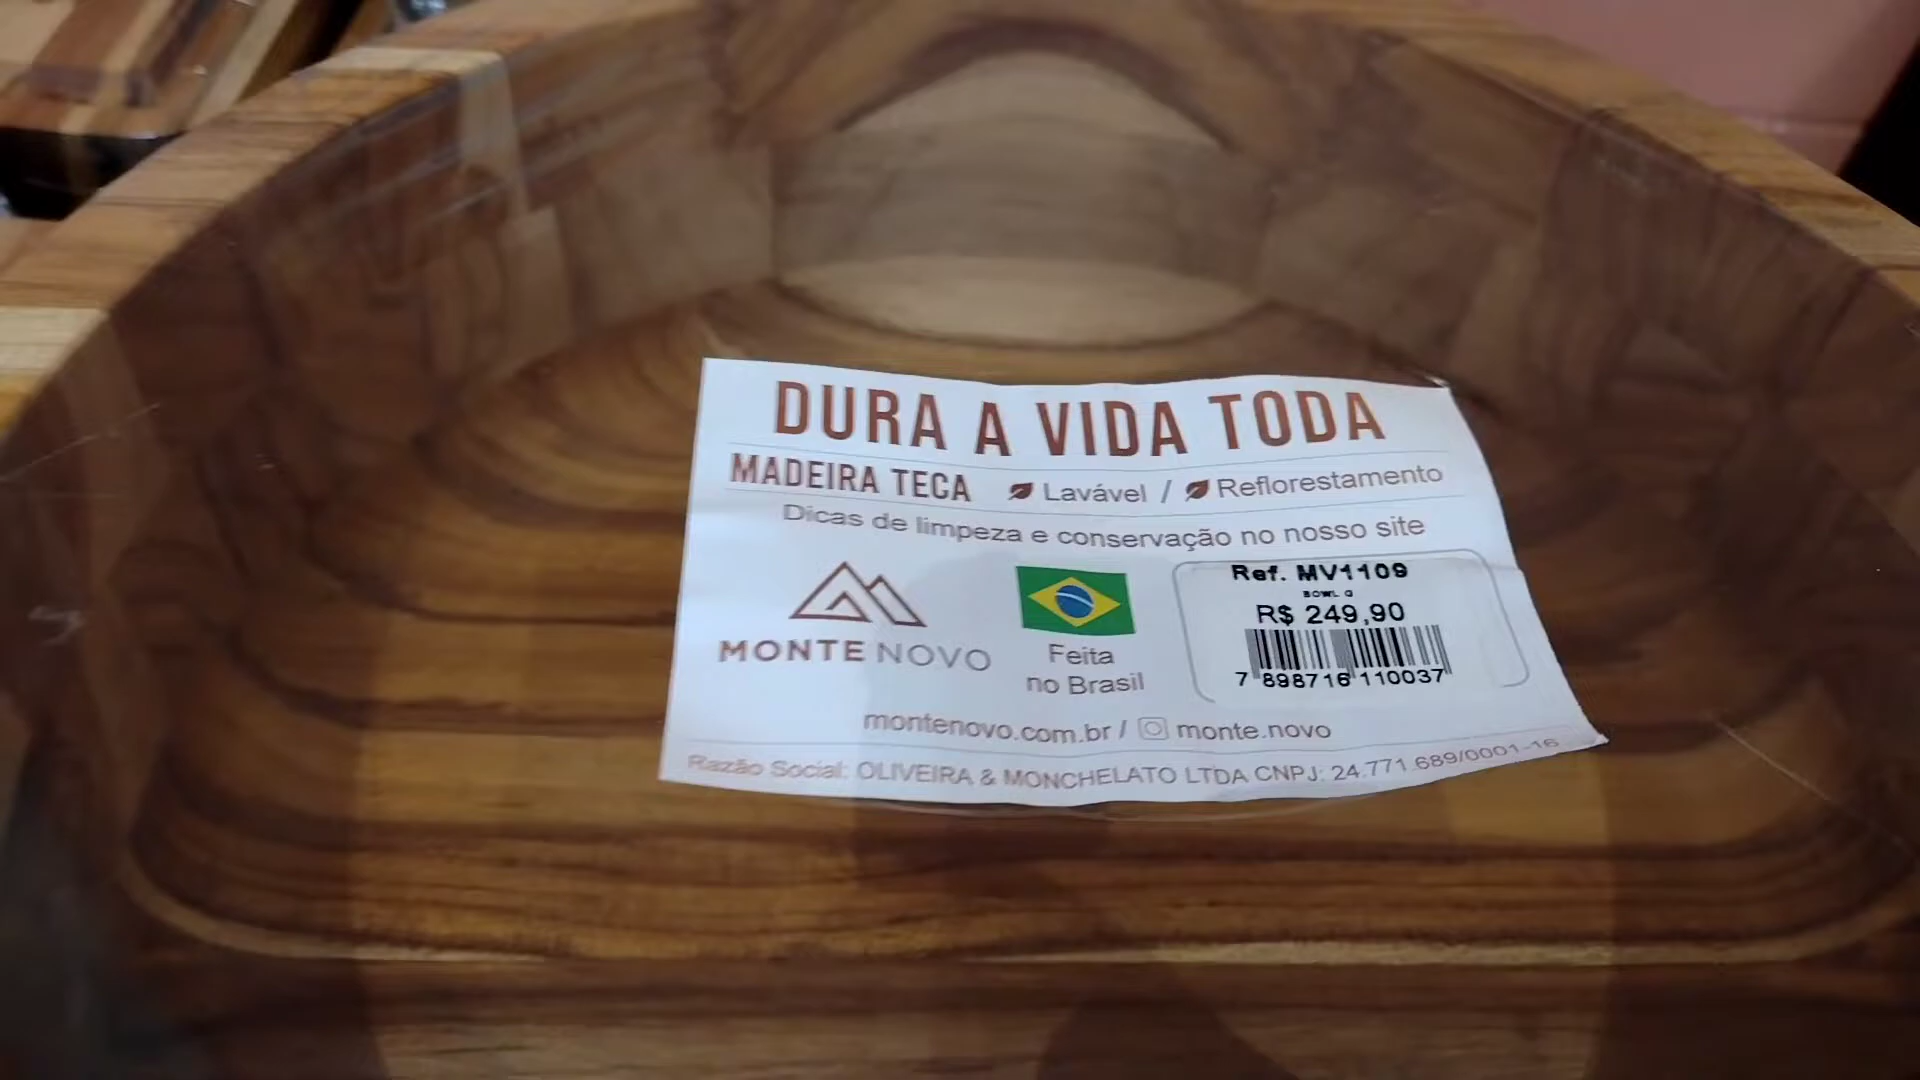 DURA A VIDA TODA
MADEIRA TECA Lavável / Reflorestamento
Dicas de limpeza e conservação no nosso site
MONTE NOVO
Feita
no Brasil
Ref. MV1109
BOWL G
R$ 249,90
7 898716 110037
montenovo.com.br / monte.novo
Razão Social: OLIVEIRA & MONCHELATO LTDA CNPJ: 24.771.689/0001-16